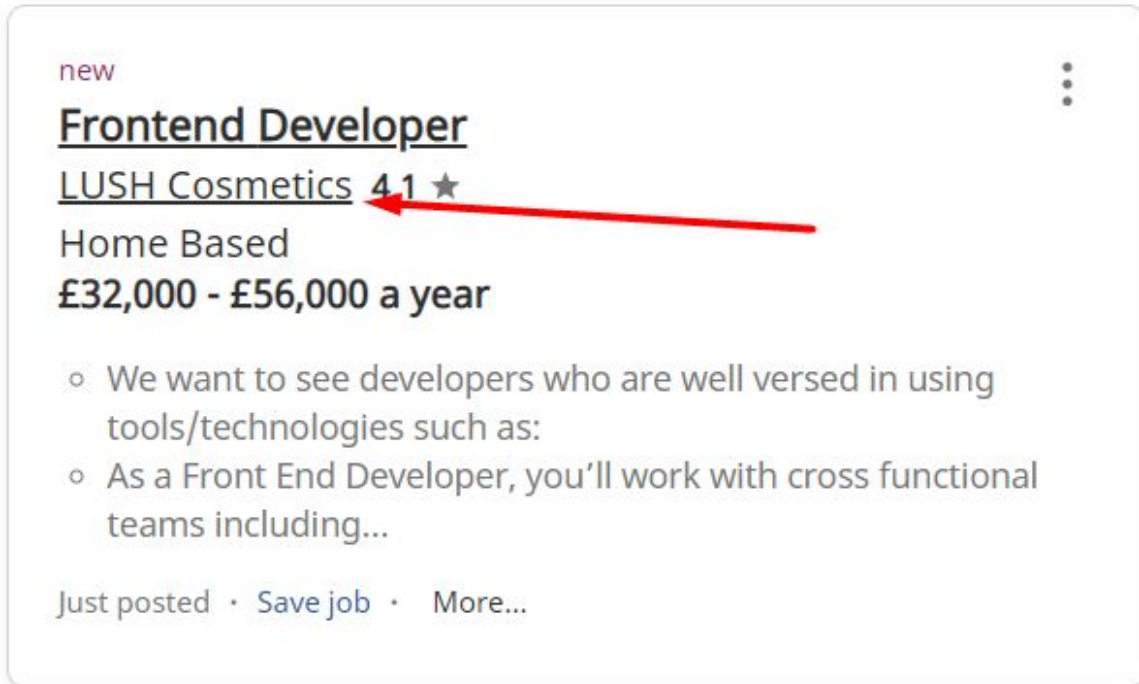 new
Frontend Developer
LUSH Cosmetics 4.1
Home Based
£32,000 - £56,000 a year
We want to see developers who are well versed in using
tools/technologies such as:
As a Front End Developer, you’ll work with cross functional
teams including...
Just posted · Save job · More...